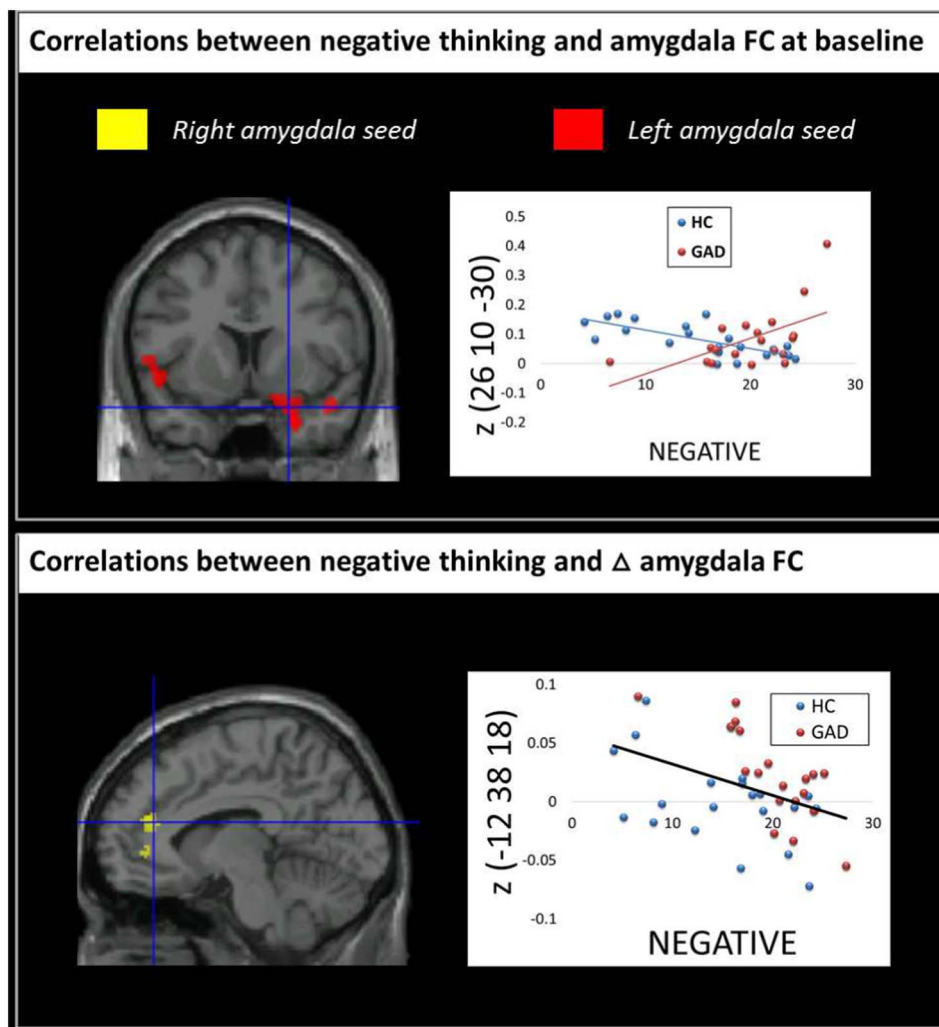 Correlations between negative thinking and amygdala FC at baseline
Right amygdala seed
Left amygdala seed
z (26 10 -30)
0.5
0.4
0.3
0.2
0.1
0
-0.1
-0.2
HC
GAD
0 10 20 30
NEGATIVE
Correlations between negative thinking and △ amygdala FC
z (-12 38 18)
0.1
0.05
0
-0.05
-0.1
HC
GAD
0 10 20 30
NEGATIVE